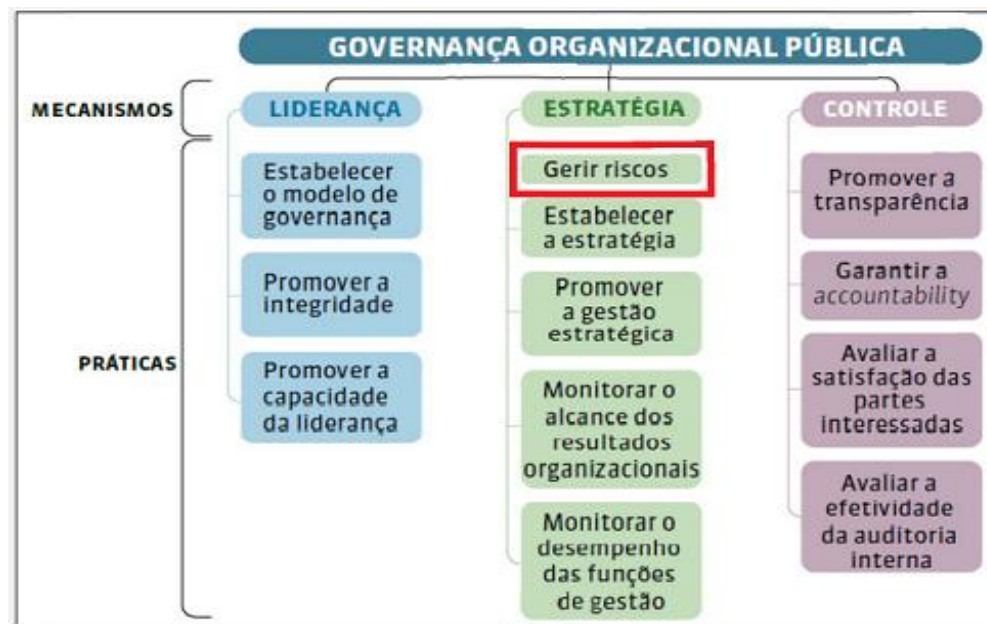 GOVERNANÇA ORGANIZACIONAL PÚBLICA
MECANISMOS
LIDERANÇA
ESTRATÉGIA
CONTROLE
PRÁTICAS
Estabelecer
o modelo de
governança
Promover a
integridade
Promover a
capacidade
da liderança
Gerir riscos
Estabelecer
a estratégia
Promover
a gestão
estratégica
Monitorar o
alcance dos
resultados
organizacionais
Monitorar o
desempenho
das funções
de gestão
Promover a
transparência
Garantir a
accountability
Avaliar a
satisfação das
partes
interessadas
Avaliar a
efetividade
da auditoria
interna